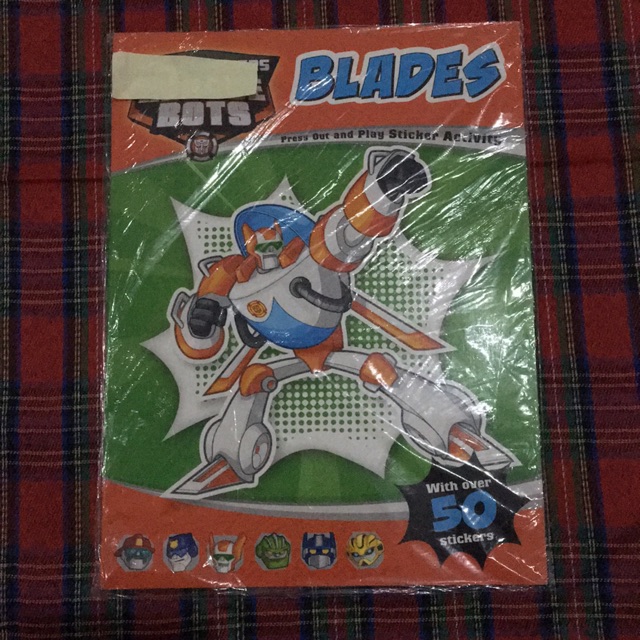 BLADES
BOTS
Press Out and Play Sticker Activity
With over
50
stickers